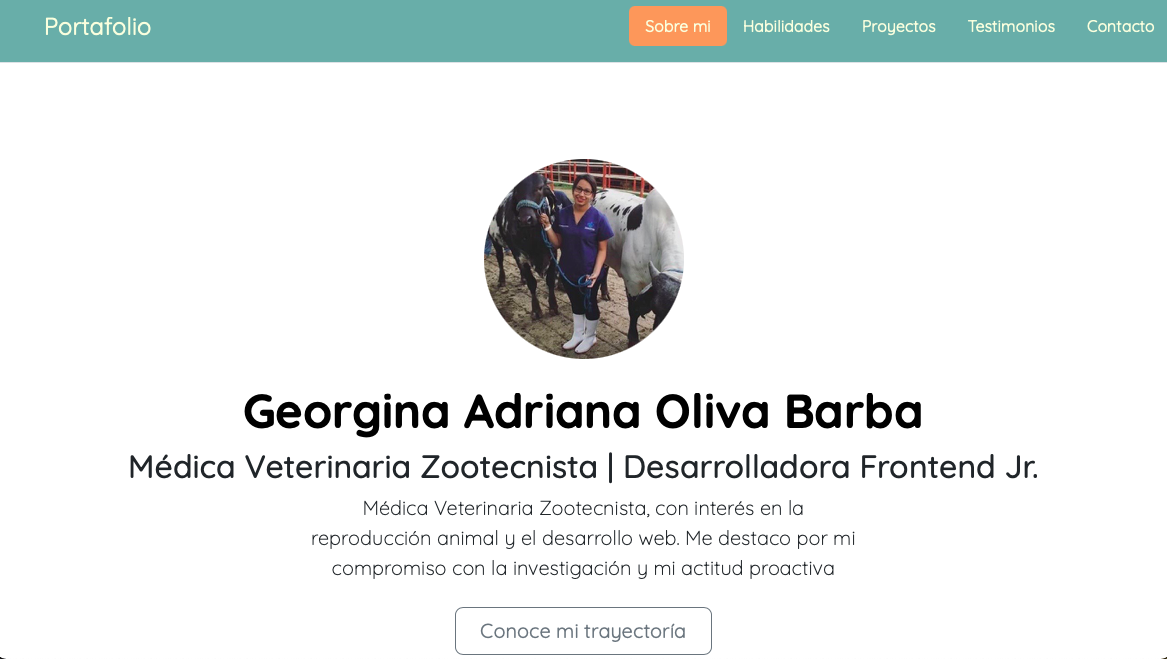 Portafolio
Sobre mi
Habilidades
Proyectos
Testimonios
Contacto
Georgina Adriana Oliva Barba
Médica Veterinaria Zootecnista | Desarrolladora Frontend Jr.
Médica Veterinaria Zootecnista, con interés en la
reproducción animal y el desarrollo web. Me destaco por mi
compromiso con la investigación y mi actitud proactiva
Conoce mi trayectoría